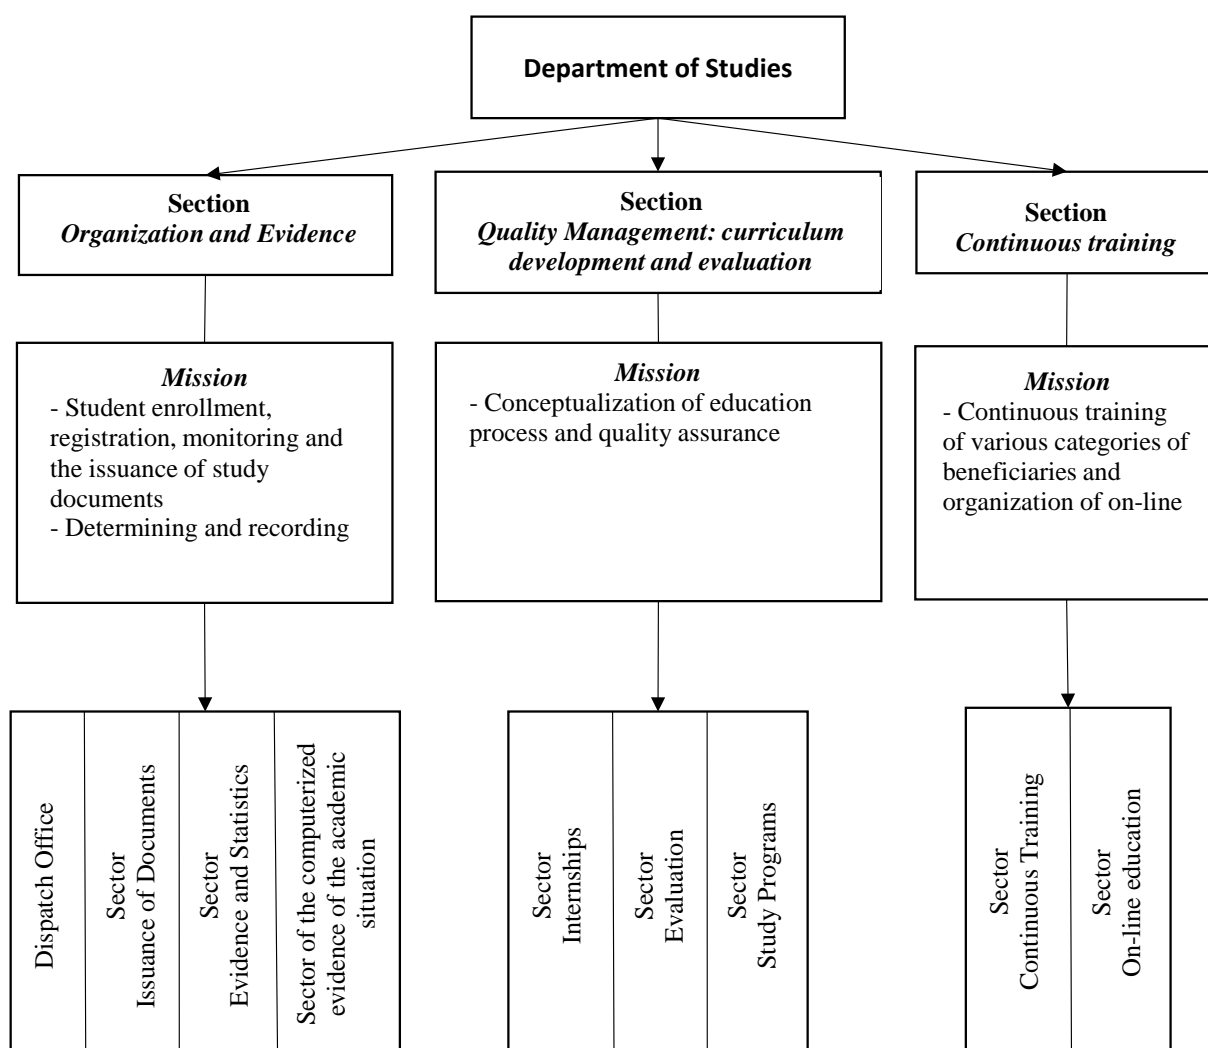 Department of Studies
Section
Organization and Evidence
Section
Quality Management: curriculum
development and evaluation
Section
Continuous training
Mission
- Student enrollment,
registration, monitoring and
the issuance of study
documents
- Determining and recording
Mission
- Conceptualization of education
process and quality assurance
Mission
- Continuous training
of various categories of
beneficiaries and
organization of on-line
Dispatch Office
Sector
Issuance of Documents
Sector
Evidence and Statistics
Sector of the computerized
evidence of the academic
situation
Sector
Internships
Sector
Evaluation
Sector
Study Programs
Sector
Continuous Training
Sector
On-line education